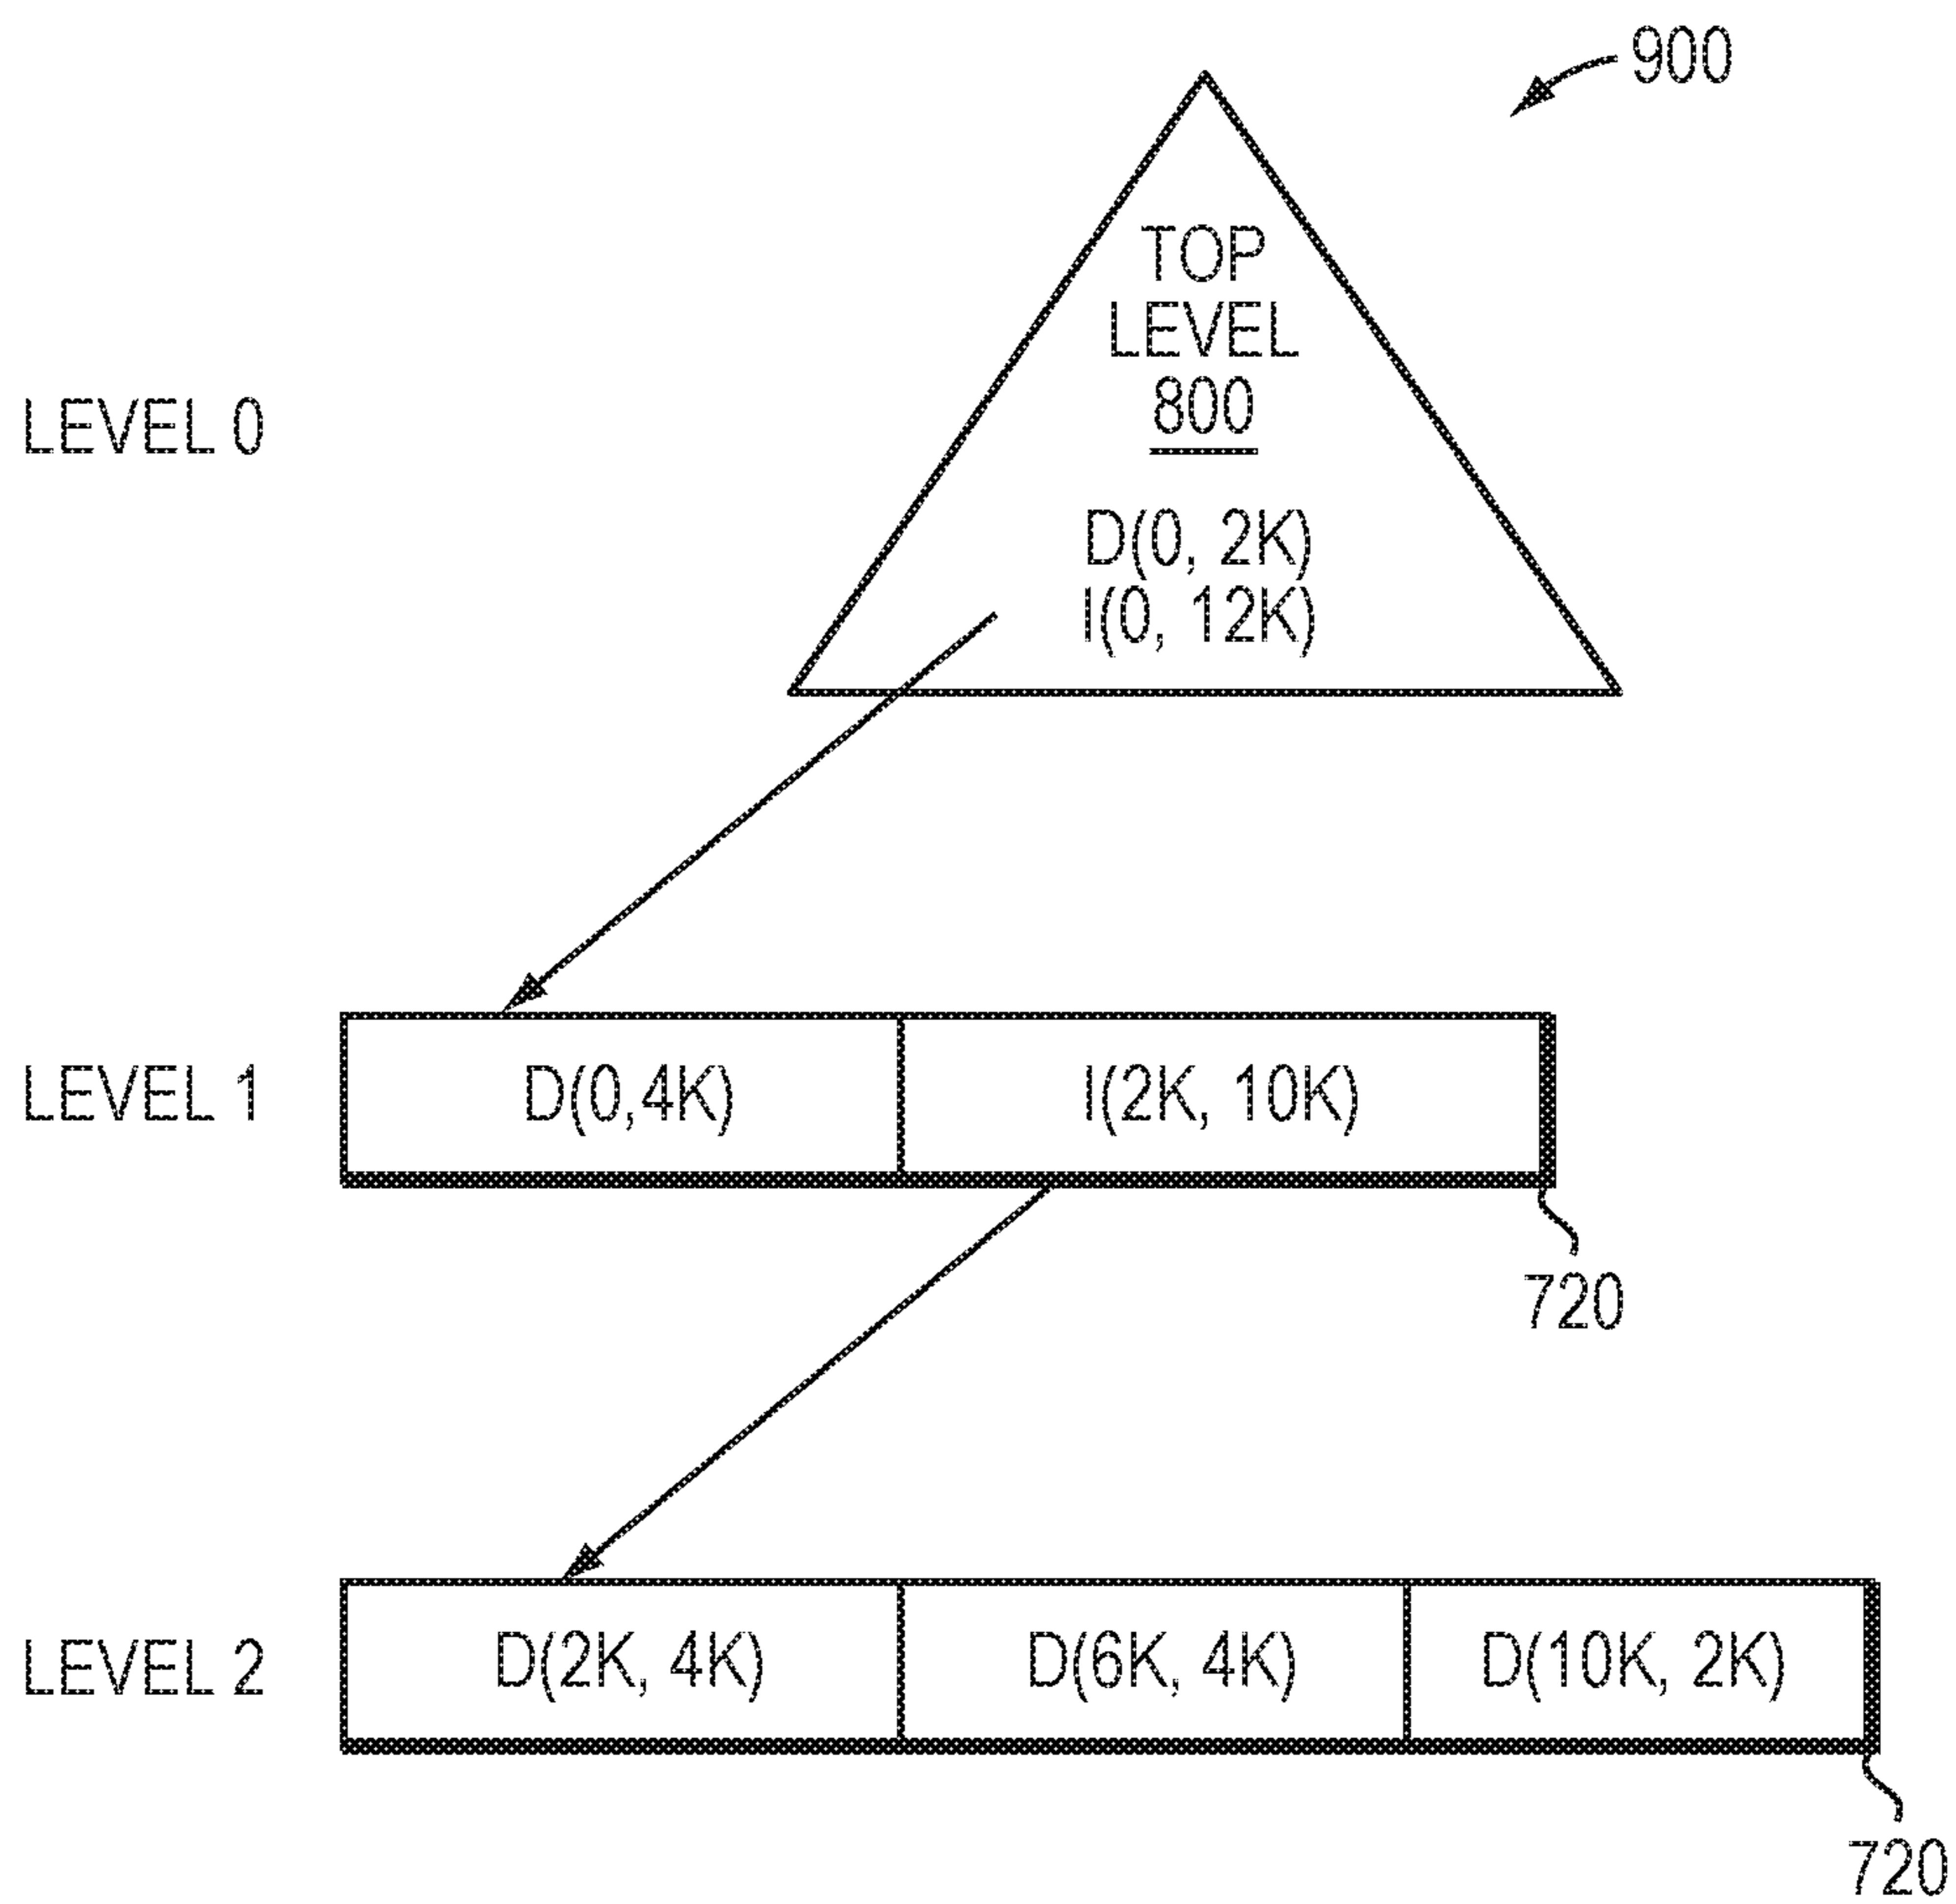 900
TOP
LEVEL
800
LEVEL 0
D(0, 2K)
I(0, 12K)
LEVEL 1
D(0,4K)
I(2K, 10K)
720
LEVEL 2
D(2K, 4K)
D(6K, 4K)
D(10K, 2K)
720